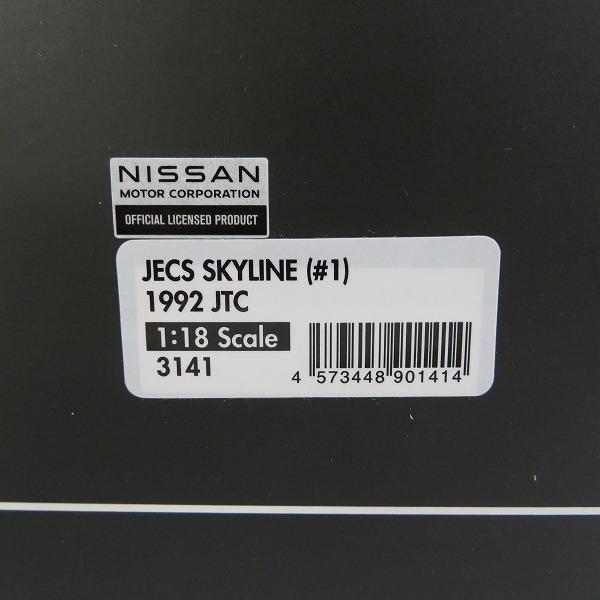 NISSAN
MOTOR CORPORATION
OFFICIAL LICENSED PRODUCT
JECS SKYLINE (#1)
1992 JTC
1:18 Scale
3141
4 573448 901414